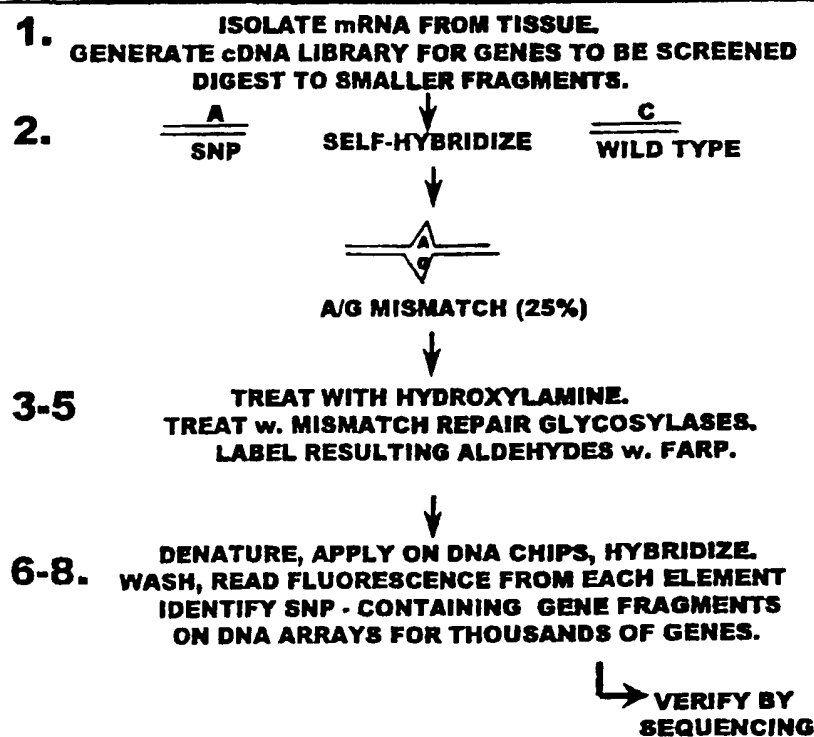 1. ISOLATE mRNA FROM TISSUE.
GENERATE cDNA LIBRARY FOR GENES TO BE SCREENED
DIGEST TO SMALLER FRAGMENTS.
2. A SELF-HYBRIDIZE C
SNP WILD TYPE
A
G
A/G MISMATCH (25%)
3-5 TREAT WITH HYDROXYLAMINE.
TREAT w. MISMATCH REPAIR GLYCOSYLASES.
LABEL RESULTING ALDEHYDES w. FARP.
6-8. DENATURE, APPLY ON DNA CHIPS, HYBRIDIZE.
WASH, READ FLUORESCENCE FROM EACH ELEMENT
IDENTIFY SNP - CONTAINING GENE FRAGMENTS
ON DNA ARRAYS FOR THOUSANDS OF GENES.
VERIFY BY
SEQUENCING